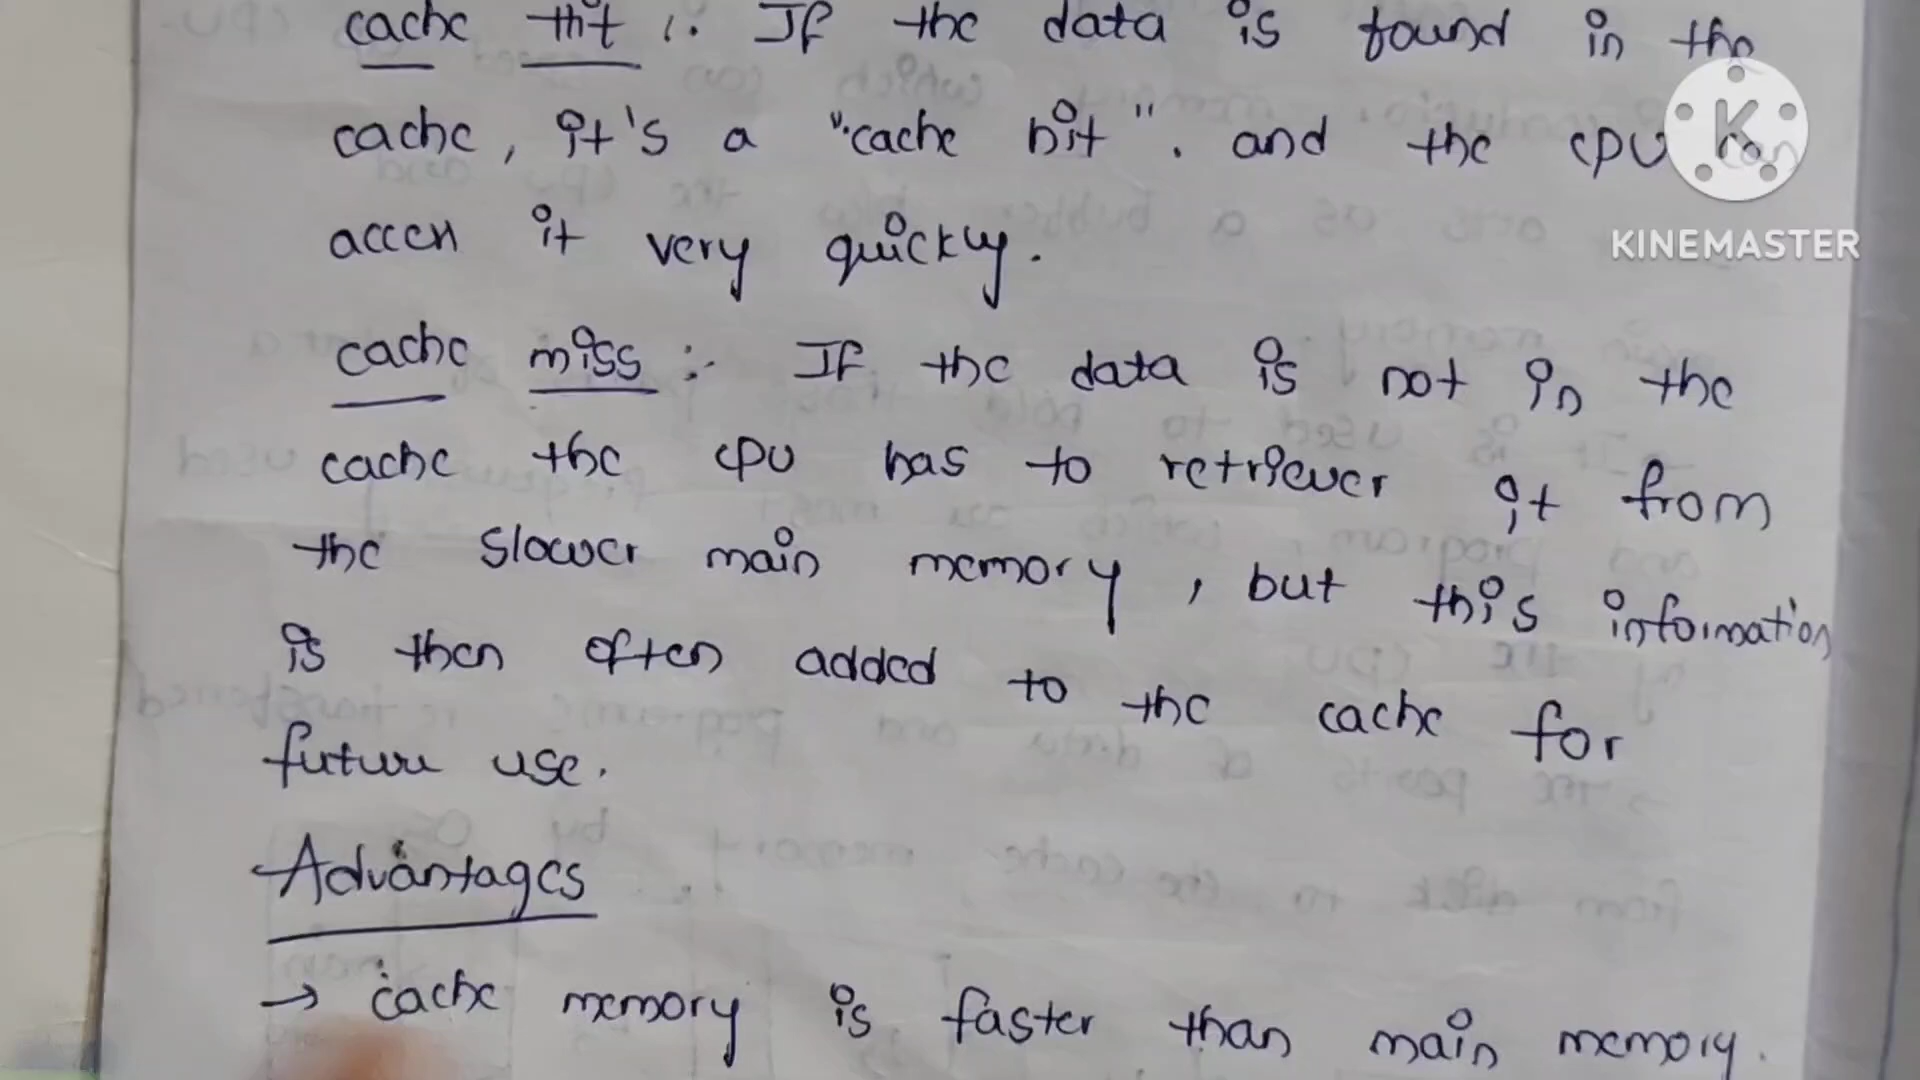 cache hit :- If the data is found in the
cache, it's a "cache hit". and the cpu can
access it very quickly.
cache miss :- If the data is not in the
cache the cpu has to retriever it from
the slower main memory, but this information
is then often added to the cache for
future use.
Advantages
→ cache memory is faster than main memory.
KINEMASTER